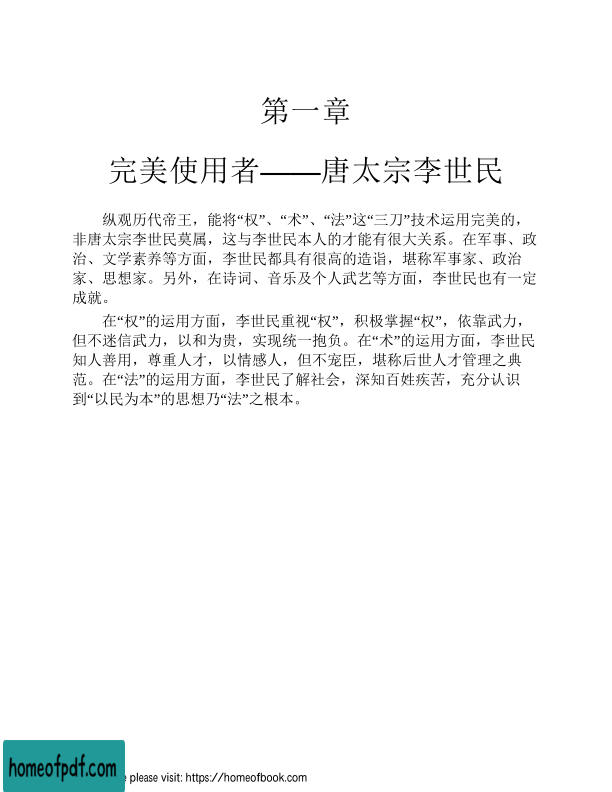 第一章
完美使用者——唐太宗李世民
纵观历代帝王，能将“权”、“术”、“法”这“三刀”技术运用完美的，
非唐太宗李世民莫属，这与李世民本人的才能有很大关系。在军事、政
治、文学素养等方面，李世民都具有很高的造诣，堪称军事家、政治
家、思想家。另外，在诗词、音乐及个人武艺等方面，李世民也有一定
成就。
在“权”的运用方面，李世民重视“权”，积极掌握“权”，依靠武力，
但不迷信武力，以和为贵，实现统一抱负。在“术”的运用方面，李世民
知人善用，尊重人才，以情感人，但不宠臣，堪称后世人才管理之典
范。在“法”的运用方面，李世民了解社会，深知百姓疾苦，充分认识
到“以民为本”的思想乃“法”之根本。
homeofpdf.com
please visit: https://homeofbook.com